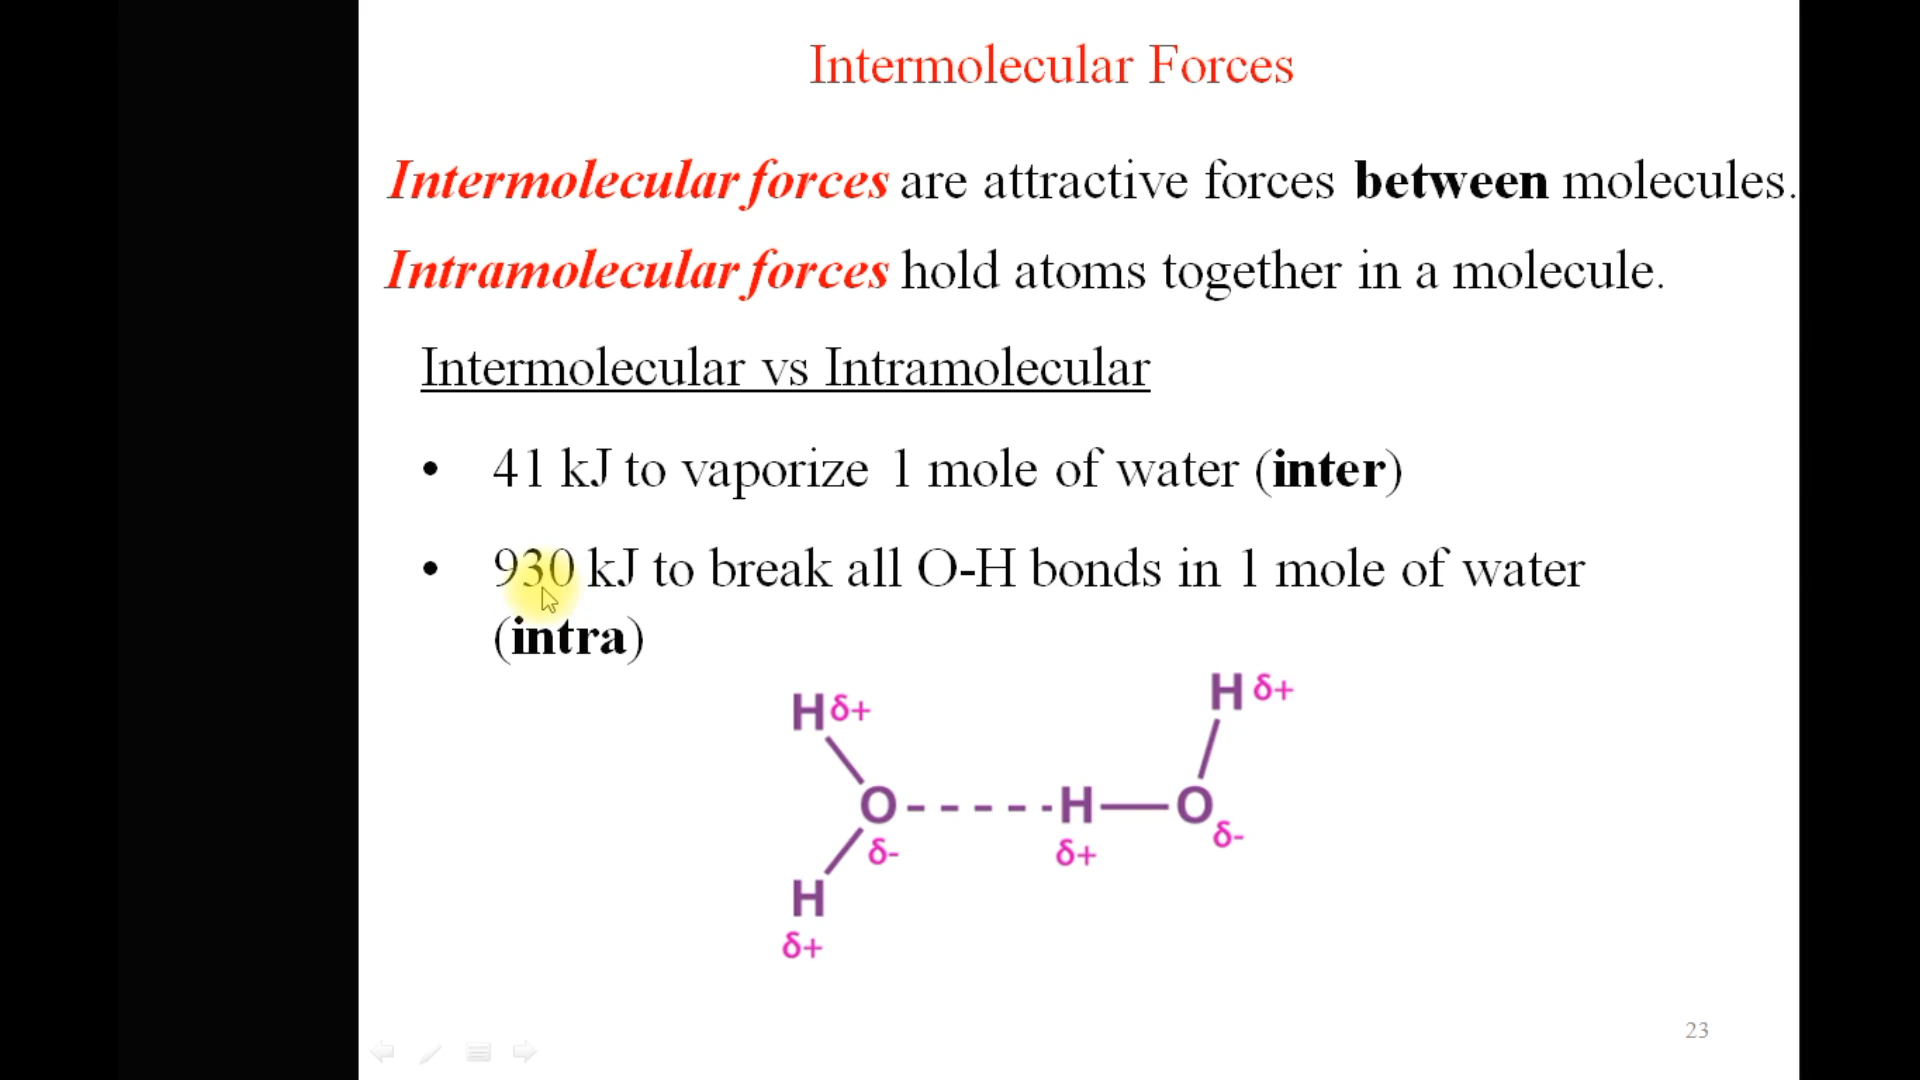 Intermolecular Forces
Intermolecular forces are attractive forces between molecules.
Intramolecular forces hold atoms together in a molecule.
Intermolecular vs Intramolecular
• 41 kJ to vaporize 1 mole of water (inter)
• 930 kJ to break all O-H bonds in 1 mole of water
(intra)
H δ+
H δ+
O - - - - - H — O
δ-
δ+
δ-
H
δ+
23